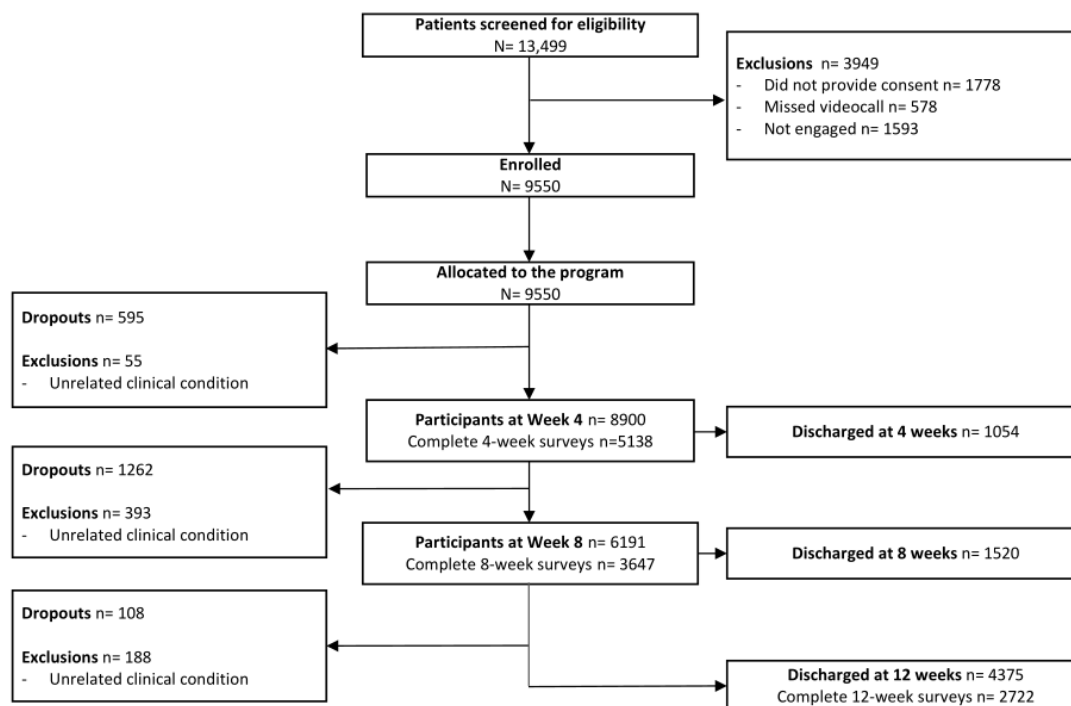 Patients screened for eligibility
N= 13,499
Exclusions n= 3949
- Did not provide consent n= 1778
- Missed videocall n= 578
- Not engaged n= 1593
Enrolled
N= 9550
Allocated to the program
N= 9550
Dropouts n= 595
Exclusions n= 55
- Unrelated clinical condition
Participants at Week 4 n= 8900
Complete 4-week surveys n=5138
Discharged at 4 weeks n= 1054
Dropouts n= 1262
Exclusions n= 393
- Unrelated clinical condition
Participants at Week 8 n= 6191
Complete 8-week surveys n= 3647
Discharged at 8 weeks n= 1520
Dropouts n= 108
Exclusions n= 188
- Unrelated clinical condition
Discharged at 12 weeks n= 4375
Complete 12-week surveys n= 2722